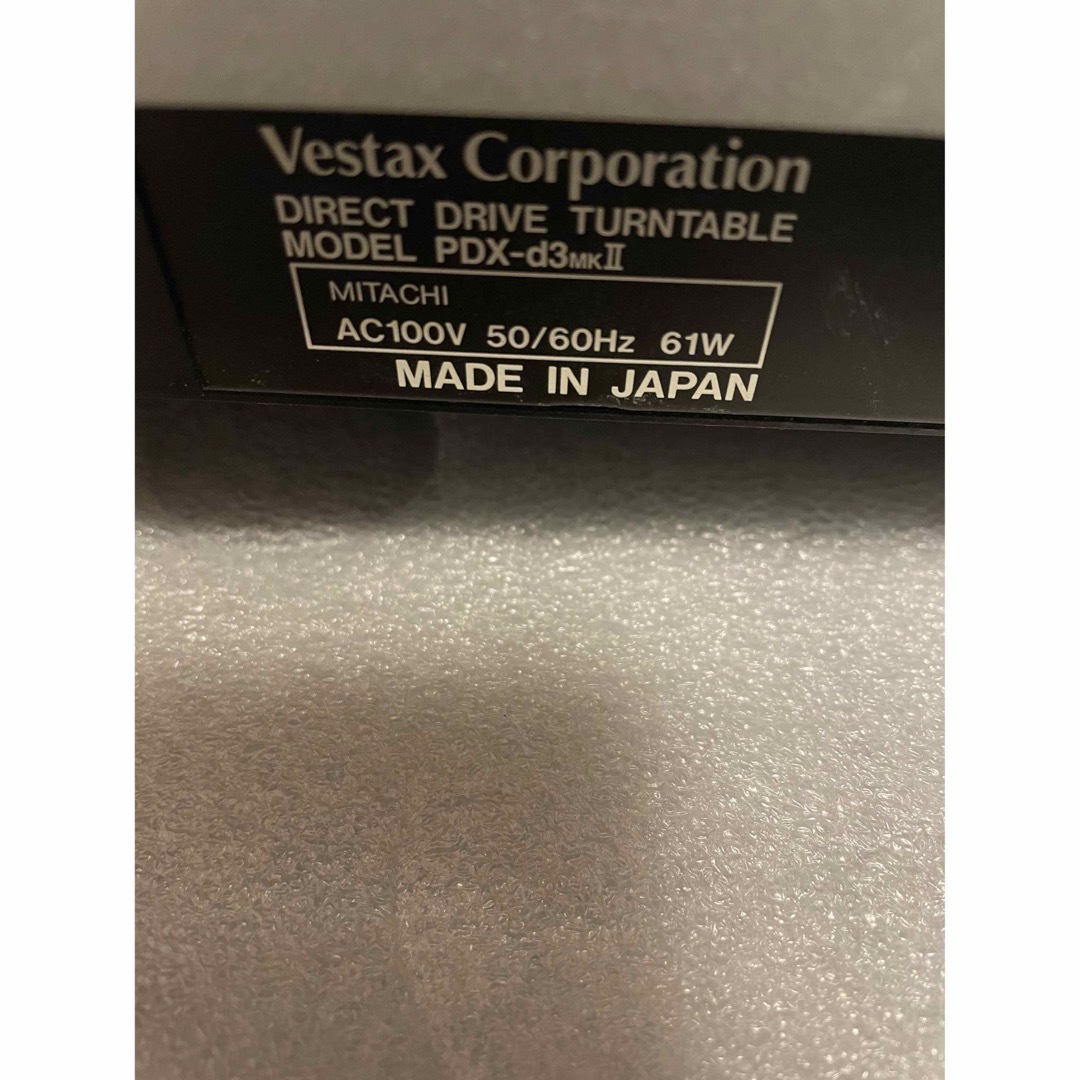 Vestax Corporation
DIRECT DRIVE TURNTABLE
MODEL PDX-d3MKⅡ
MITACHI
AC100V 50/60Hz 61W
MADE IN JAPAN